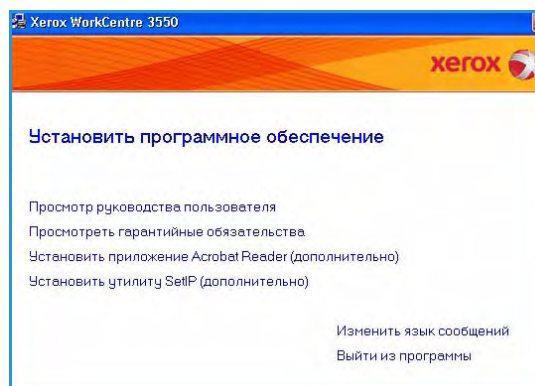 Xerox WorkCentre 3550
xerox
Установить программное обеспечение
Просмотр руководства пользователя
Просмотреть гарантийные обязательства
Установить приложение Acrobat Reader (дополнительно)
Установить утилиту SetIP (дополнительно)
Изменить язык сообщений
Выйти из программы